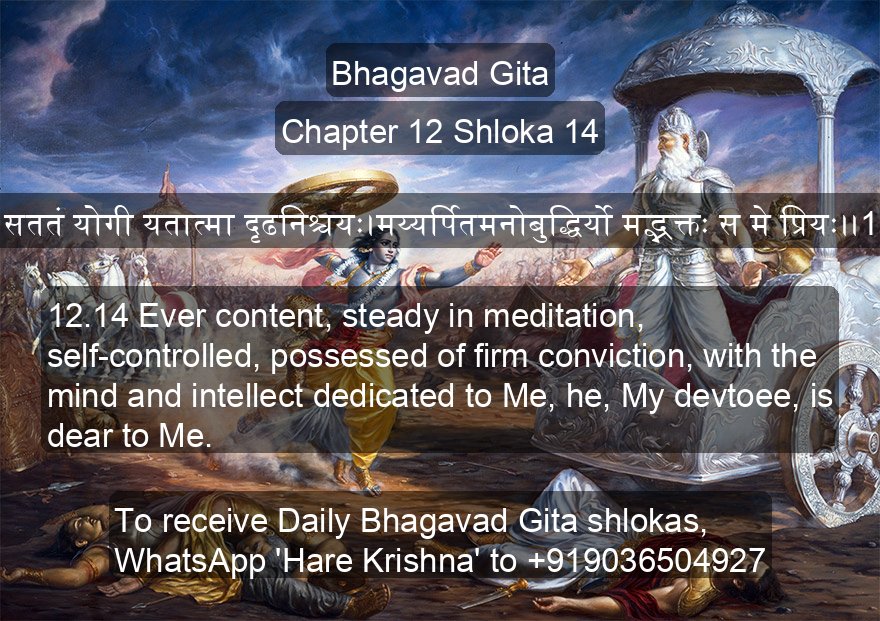 Bhagavad Gita
Chapter 12 Shloka 14
सततं योगी यतात्मा दृढनिश्चयः।मय्यर्पितमनोबुद्धिर्यो मद्भक्तः स मे प्रियः।।1
12.14 Ever content, steady in meditation,
self-controlled, possessed of firm conviction, with the
mind and intellect dedicated to Me, he, My devtoee, is
dear to Me.
To receive Daily Bhagavad Gita shlokas,
WhatsApp 'Hare Krishna' to +919036504927